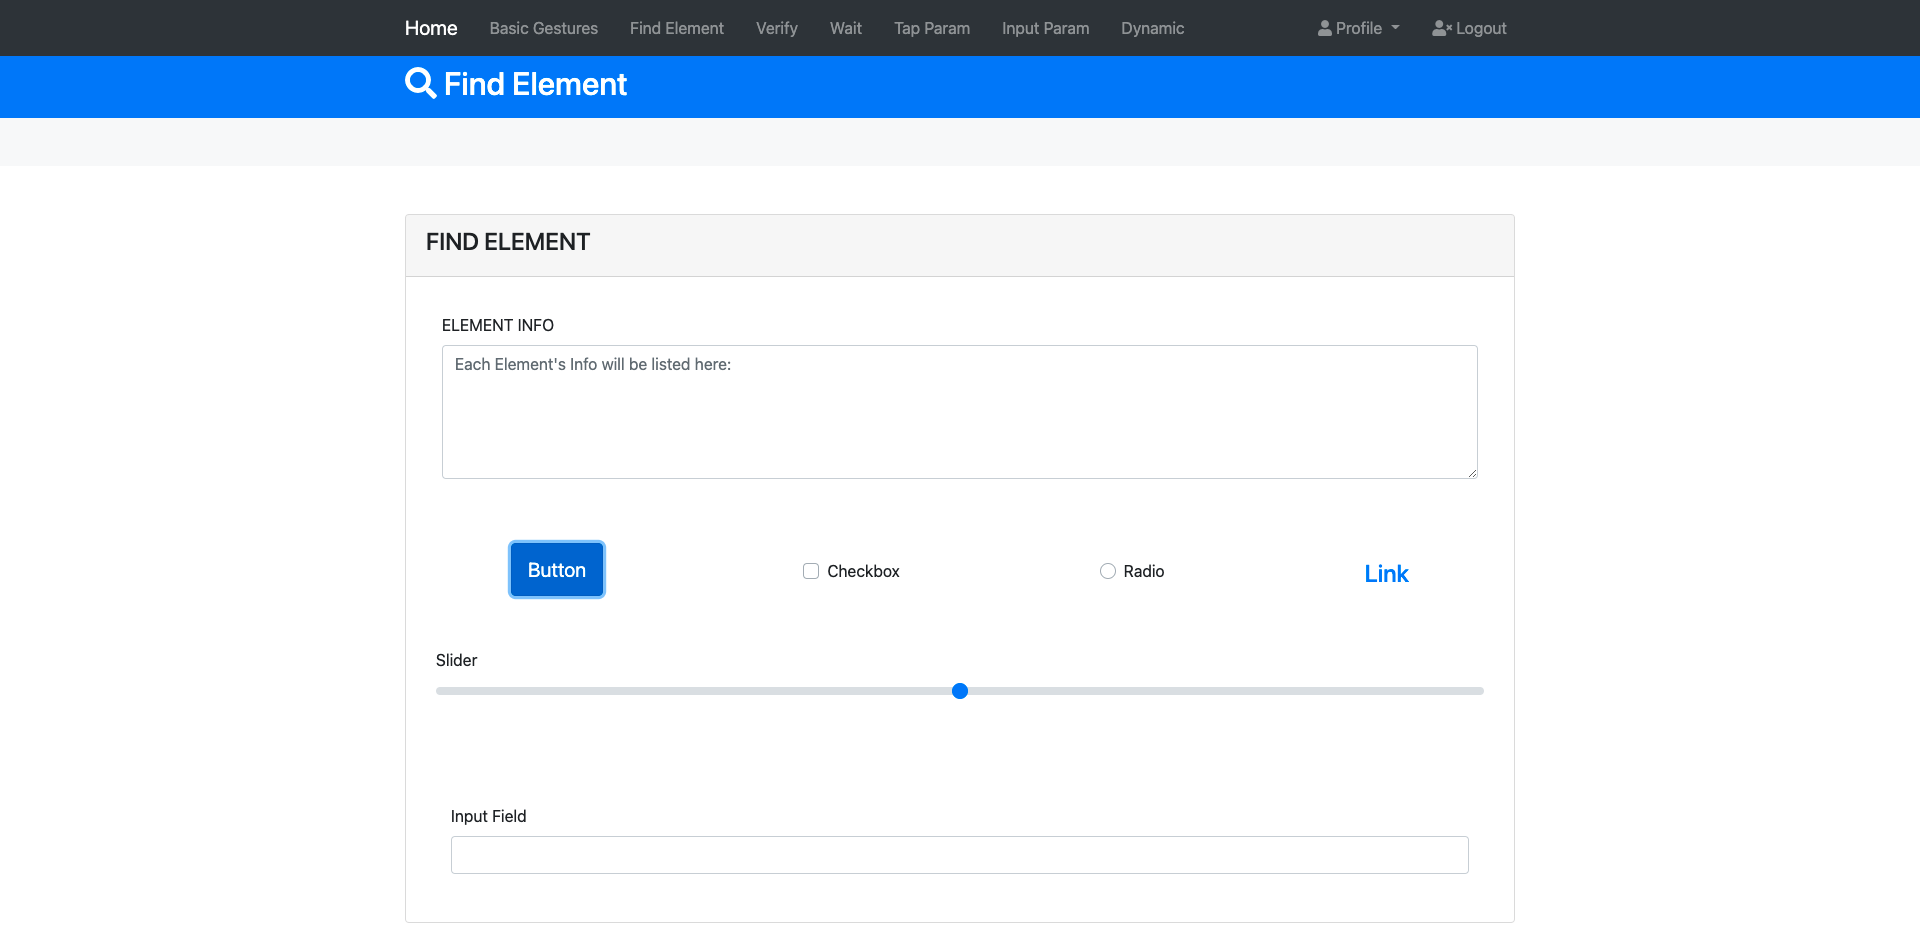 Home Basic Gestures Find Element Verify Wait Tap Param Input Param Dynamic Profile Logout
Find Element
FIND ELEMENT
ELEMENT INFO
Each Element's Info will be listed here:
Button Checkbox Radio Link
Slider
Input Field